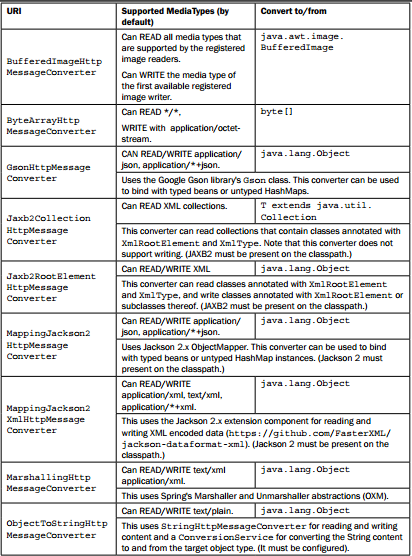 URI
Supported MediaTypes (by
default)
Convert to/from
BufferedImageHttp
MessageConverter
Can READ all media types that
are supported by the registered
image readers.
Can WRITE the media type of
the first available registered
image writer.
java.awt.image.
BufferedImage
ByteArrayHttp
MessageConverter
Can READ */*,
WRITE with application/octet-
stream.
byte[]
GsonHttpMessage
Converter
CAN READ/WRITE application/
json, application/*+json.
java.lang.Object
Uses the Google Gson library's Gson class. This converter can be used
to bind with typed beans or untyped HashMaps.
Jaxb2Collection
HttpMessage
Converter
Can READ XML collections.
T extends java.util.
Collection
This converter can read collections that contain classes annotated with
XmlRootElement and XmlType. Note that this converter does not
support writing. (JAXB2 must be present on the classpath.)
Jaxb2RootElement
HttpMessage
Converter
Can READ/WRITE XML
java.lang.Object
This converter can read classes annotated with XmlRootElement
and XmlType, and write classes annotated with XmlRootElement or
subclasses thereof. (JAXB2 must be present on the classpath.)
MappingJackson2
HttpMessage
Converter
Can READ/WRITE application/
json, application/*+json.
java.lang.Object
Uses Jackson 2.x ObjectMapper. This converter can be used to bind
with typed beans or untyped HashMap instances. (Jackson 2 must
present on the classpath.)
MappingJackson2
XmlHttpMessage
Converter
Can READ/WRITE
application/xml, text/xml,
application/*+xml.
java.lang.Object
This uses the Jackson 2.x extension component for reading and
writing XML encoded data (https://github.com/FasterXML/
jackson-dataformat-xml). (Jackson 2 must be present on the
classpath.)
MarshallingHttp
MessageConverter
Can READ/WRITE text/xml
application/xml.
java.lang.Object
This uses Spring's Marshaller and Unmarshaller abstractions (OXM).
ObjectToStringHttp
MessageConverter
Can READ/WRITE text/plain.
java.lang.Object
This uses StringHttpMessageConverter for reading and writing
content and a ConversionService for converting the String content
to and from the target object type. (It must be configured).